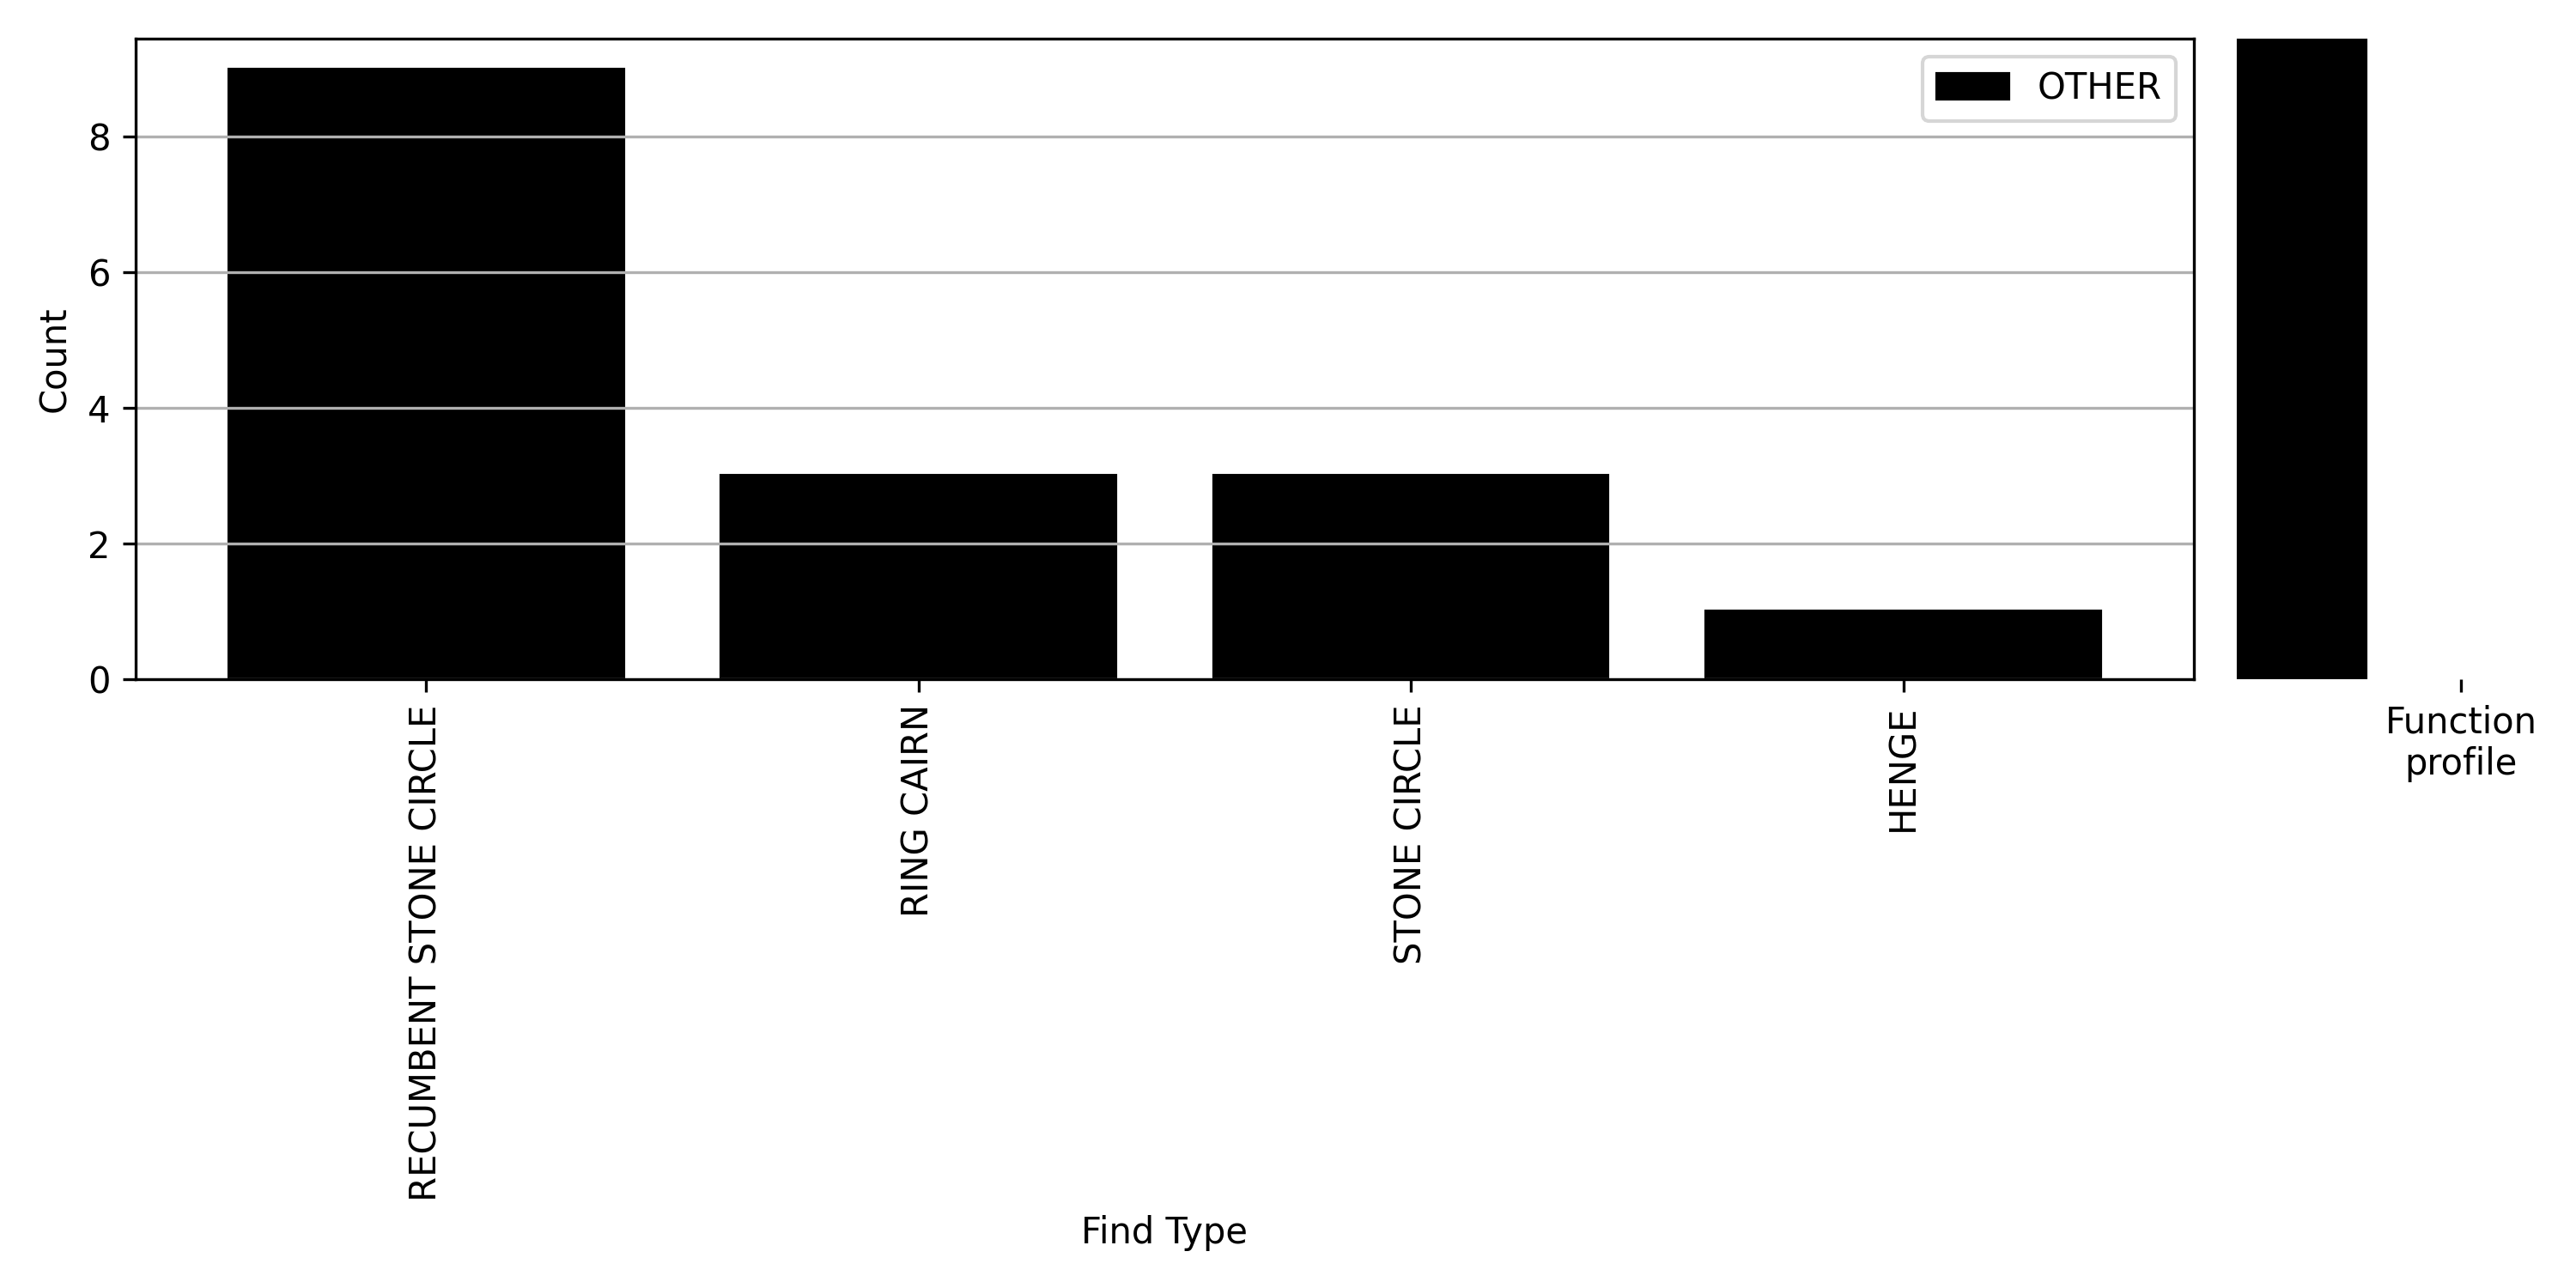 OTHER
8
6
4
2
0
Count
RECUMBENT STONE CIRCLE
RING CAIRN
STONE CIRCLE
HENGE
Function
profile
Find Type